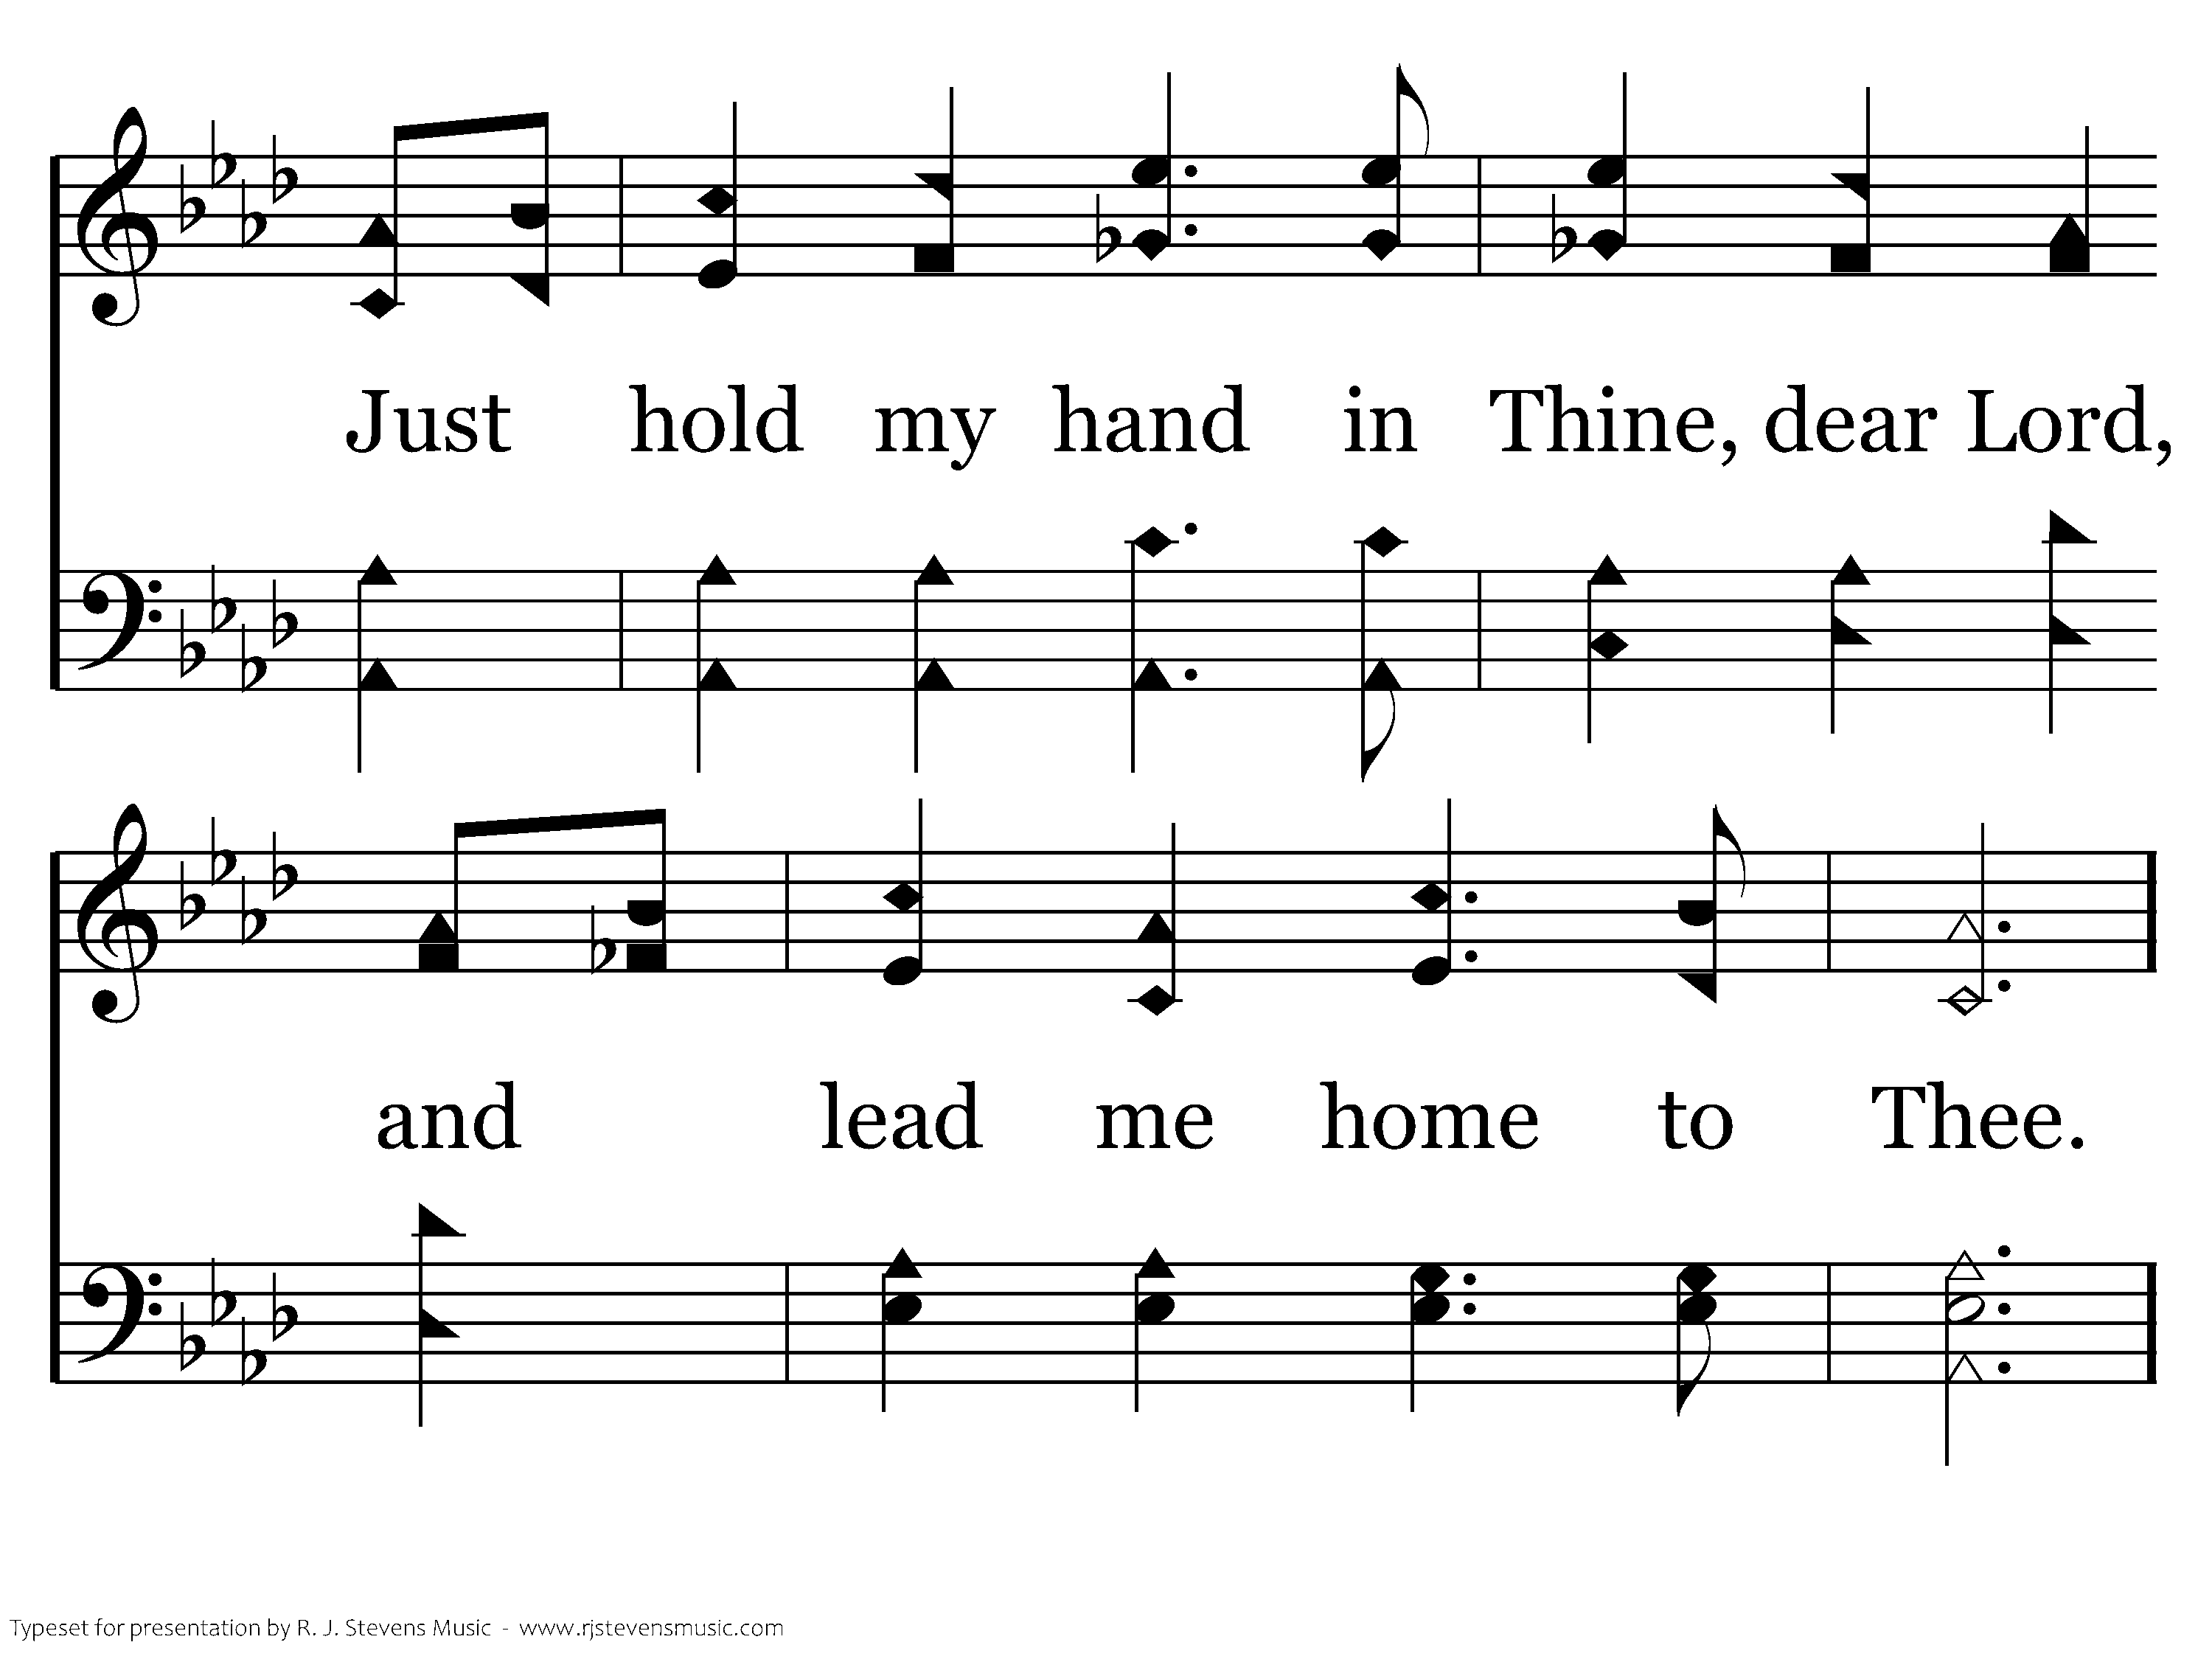 Just hold my hand in Thine, dear Lord,
and lead me home to Thee.
Typeset for presentation by R. J. Stevens Music - www.rjstevensmusic.com